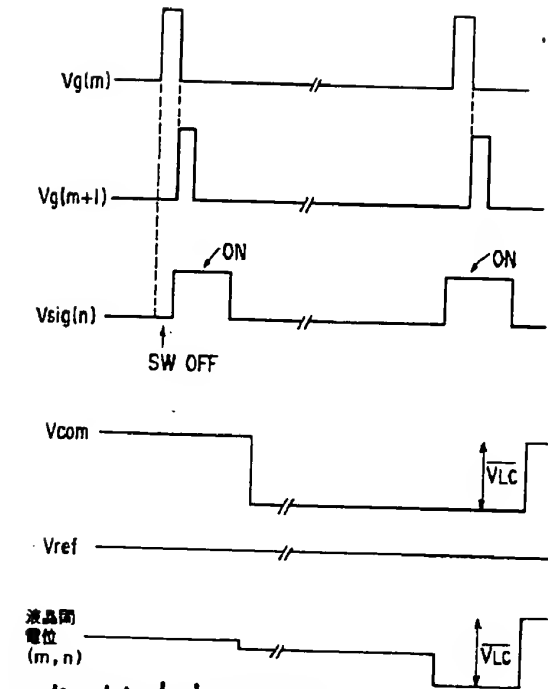 Vg(m)
Vg(m+1)
ON
ON
Vsig(n)
SW OFF
Vcom
VLC
Vref
液晶間
電位
(m,n)
VLC